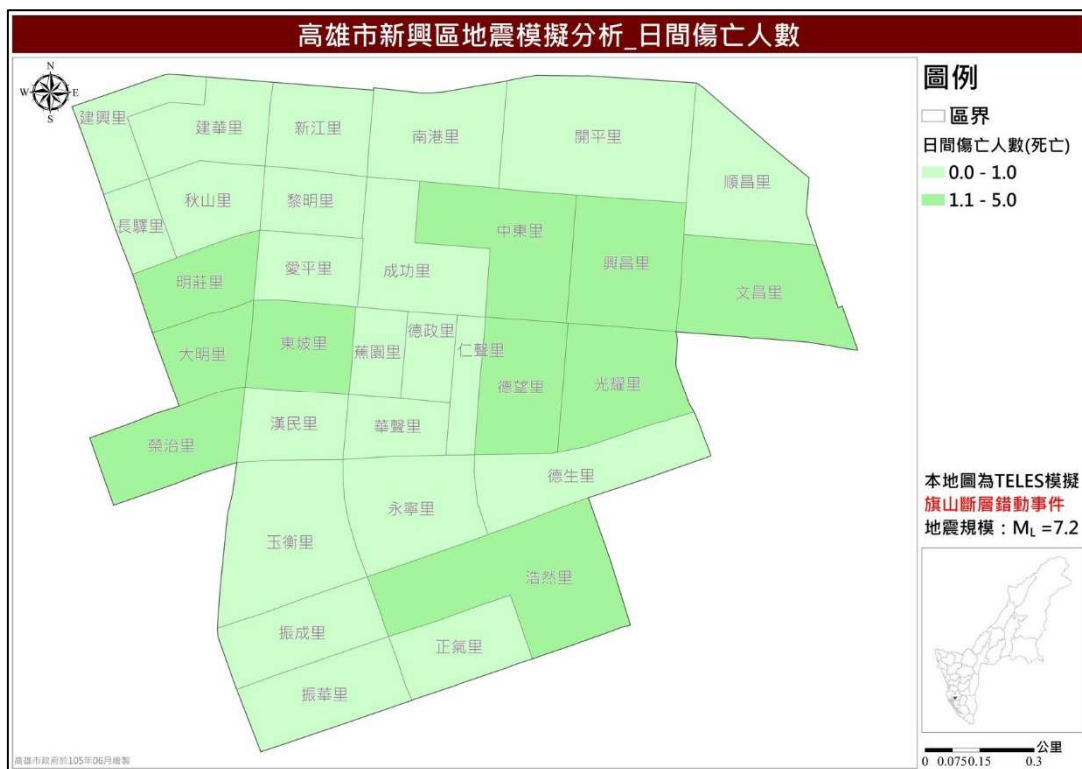 高雄市新興區地震模擬分析_日間傷亡人數
N
W E
S
圖例
區界
日間傷亡人數(死亡)
0.0 - 1.0
1.1 - 5.0
建興里
建華里
新江里
南港里
開平里
順昌里
長驛里
秋山里
黎明里
中東里
興昌里
文昌里
明莊里
愛平里
成功里
大明里
東坡里
蕉園里
德政里
仁聲里
德望里
光耀里
榮治里
漢民里
華聲里
德生里
玉衡里
永寧里
浩然里
振成里
正氣里
振華里
本地圖為TELES模擬
旗山斷層錯動事件
地震規模：ML =7.2
公里
0 0.075 0.15 0.3
高雄市政府於105年06月繪製